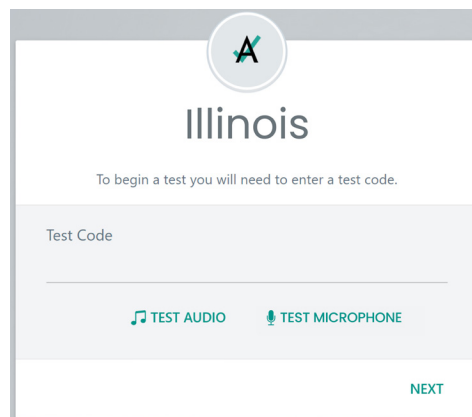 Illinois
To begin a test you will need to enter a test code.
Test Code
TEST AUDIO TEST MICROPHONE
NEXT